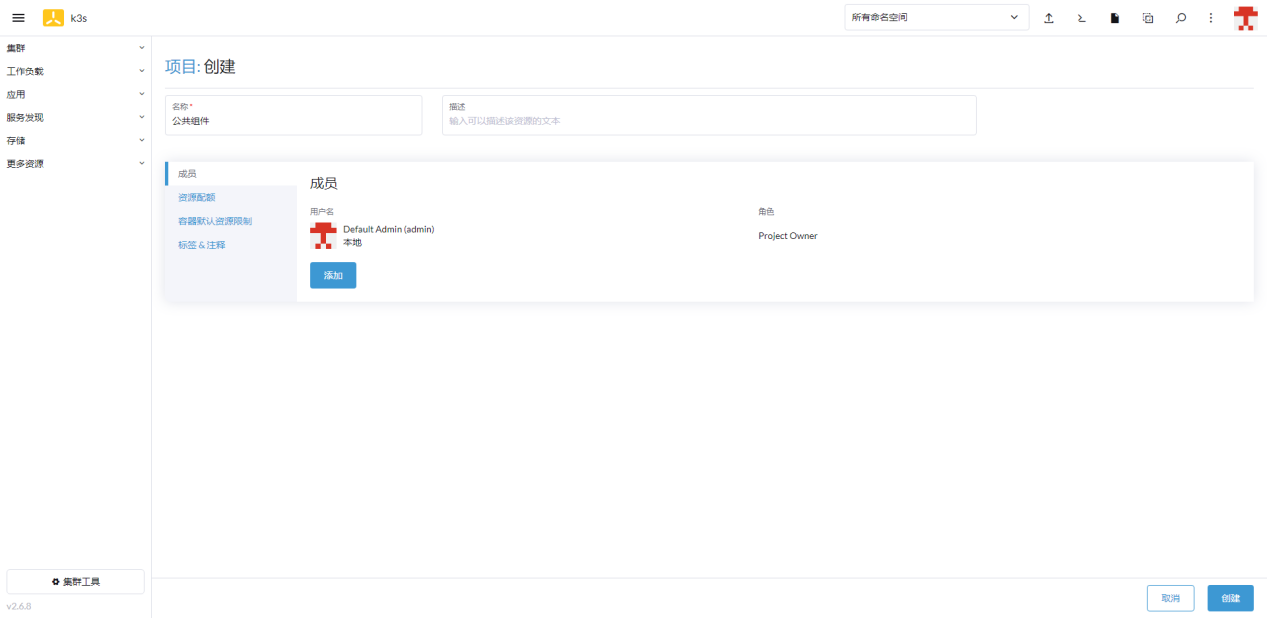 k3s
所有命名空间
集群
工作负载
应用
服务发现
存储
更多资源
项目: 创建
名称 *
公共组件
描述
输入可以描述该资源的文本
成员
资源配额
容器默认资源限制
标签 & 注释
成员
用户名
角色
Default Admin (admin)
本地
Project Owner
添加
集群工具
v2.6.8
取消
创建